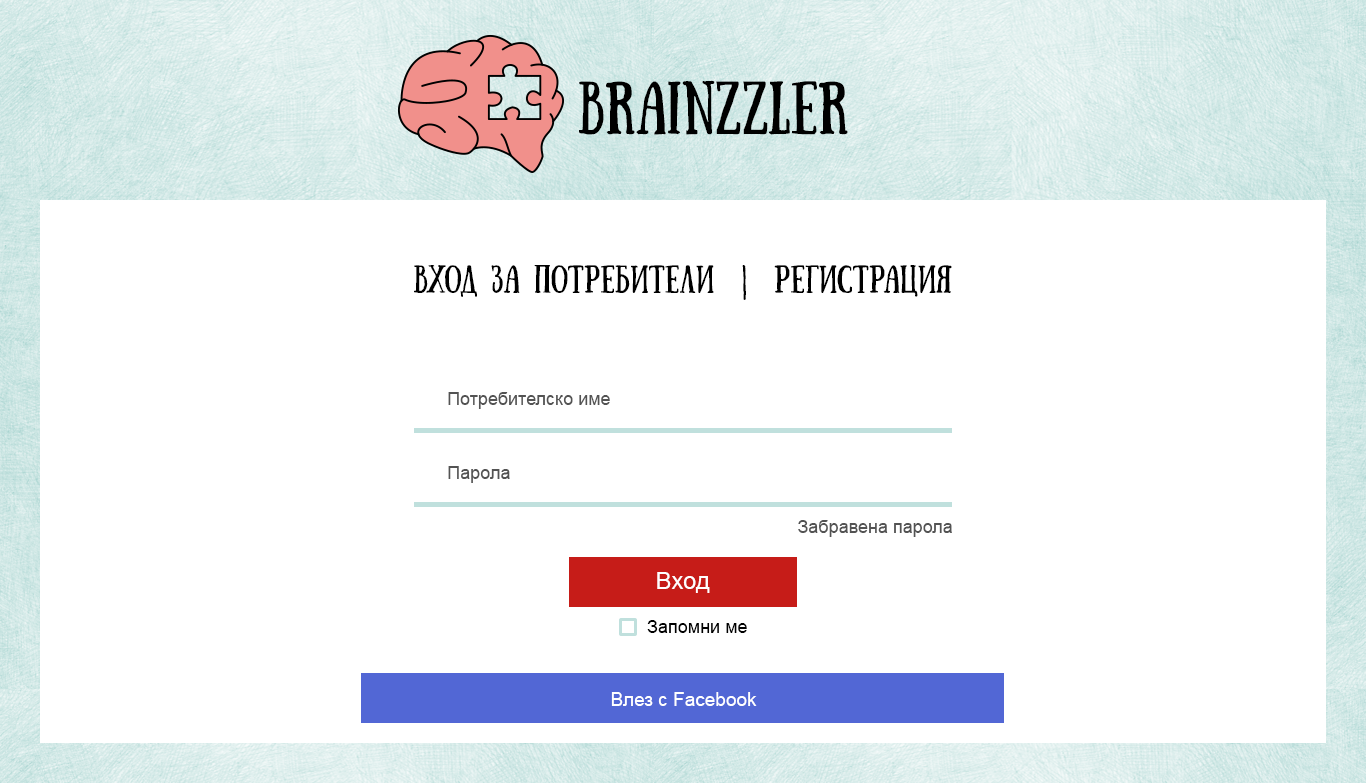 BRAINZZLER
ВХОД ЗА ПОТРЕБИТЕЛИ | РЕГИСТРАЦИЯ
Потребителско име
Парола
Забравена парола
Вход
Запомни ме
Влез с Facebook